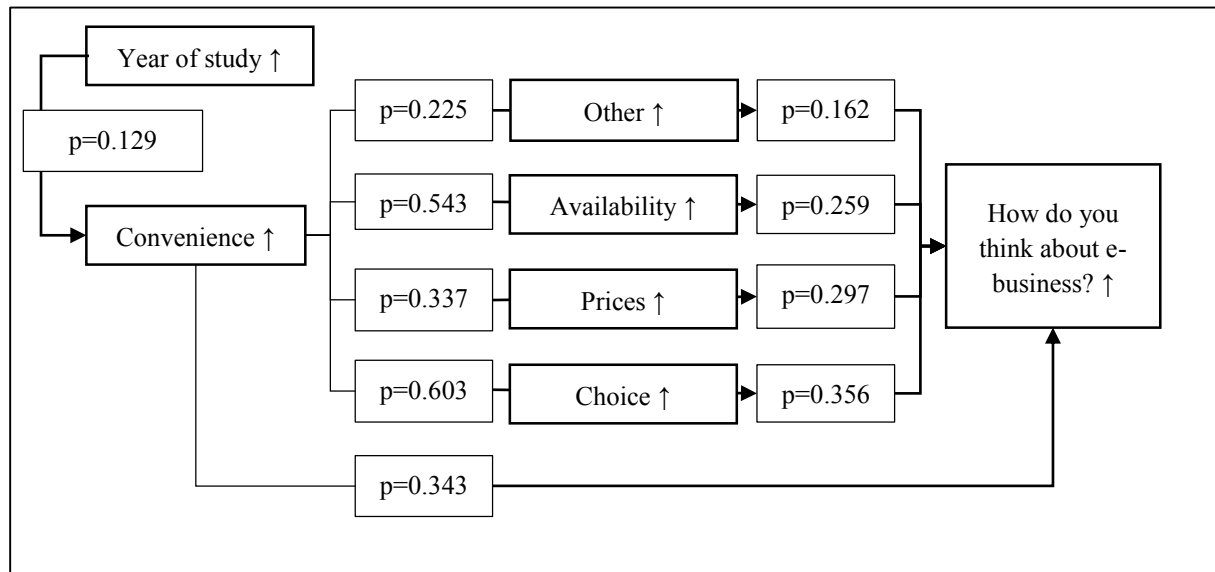 Year of study ↑
p=0.129
Convenience ↑
p=0.225
Other ↑
p=0.162
p=0.543
Availability ↑
p=0.259
p=0.337
Prices ↑
p=0.297
p=0.603
Choice ↑
p=0.356
p=0.343
How do you
think about e-
business? ↑